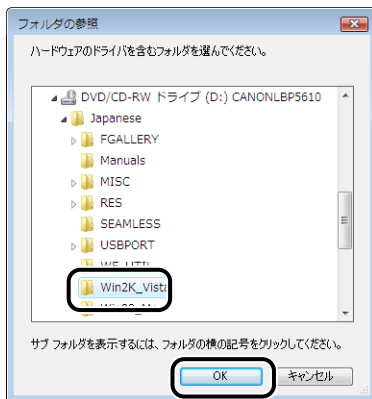 フォルダの参照
ハードウェアのドライバを含むフォルダを選んでください。
DVD/CD-RW ドライブ (D:) CANONLBP5610
Japanese
FGALLERY
Manuals
MISC
RES
SEAMLESS
USBPORT
Win2K_Vista
サブ フォルダを表示するには、フォルダの横の記号をクリックしてください。
OK
キャンセル